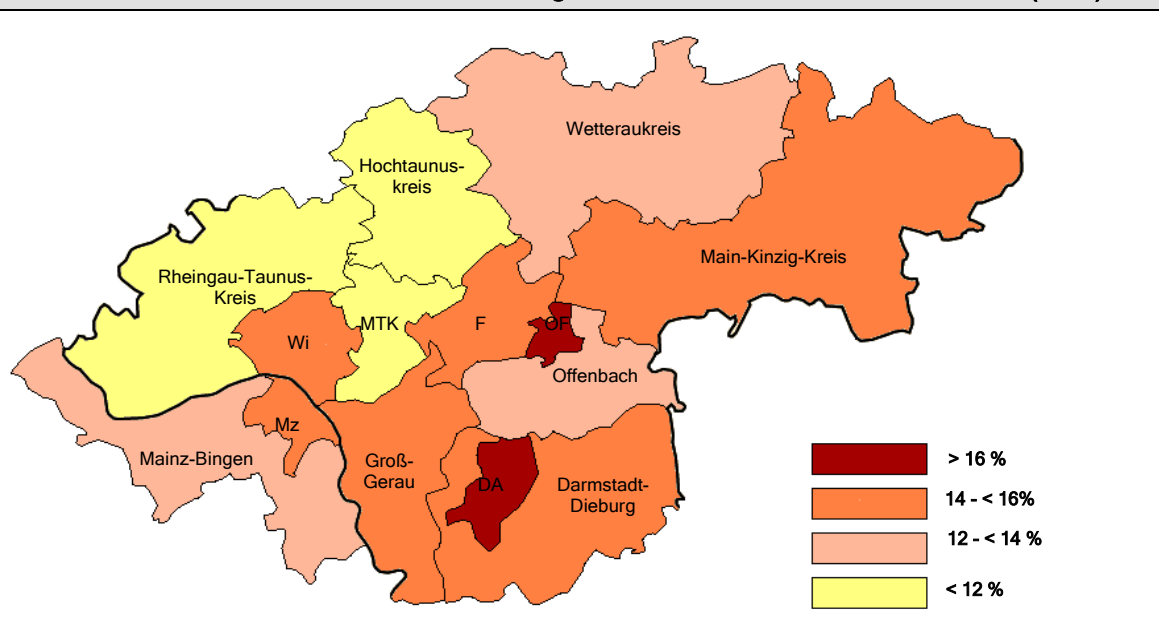 Wetteraukreis
Hochtaunus-
kreis
Main-Kinzig-Kreis
Rheingau-Taunus-
Kreis
MTK
F
OF
Wi
Offenbach
Mz
Mainz-Bingen
Groß-
Gerau
DA
Darmstadt-
Dieburg
> 16 %
14 - < 16%
12 - < 14 %
< 12 %